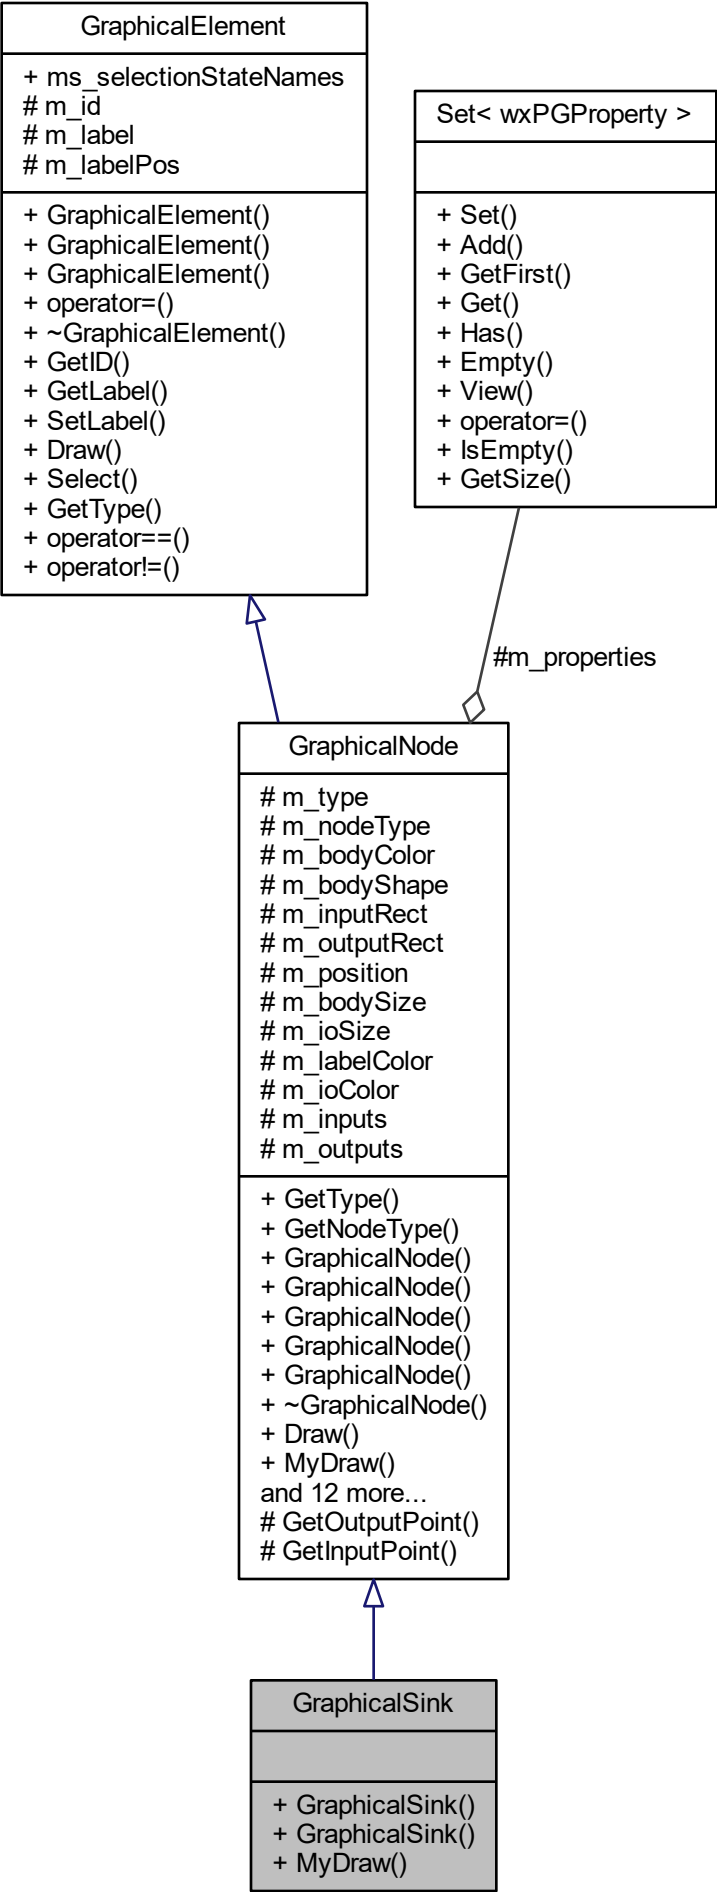 GraphicalElement
+ ms_selectionStateNames
# m_id
# m_label
# m_labelPos
+ GraphicalElement()
+ GraphicalElement()
+ GraphicalElement()
+ operator=()
+ ~GraphicalElement()
+ GetID()
+ GetLabel()
+ SetLabel()
+ Draw()
+ Select()
+ GetType()
+ operator==()
+ operator!=()
Set< wxPGProperty >
+ Set()
+ Add()
+ GetFirst()
+ Get()
+ Has()
+ Empty()
+ View()
+ operator=()
+ IsEmpty()
+ GetSize()
#m_properties
GraphicalNode
# m_type
# m_nodeType
# m_bodyColor
# m_bodyShape
# m_inputRect
# m_outputRect
# m_position
# m_bodySize
# m_ioSize
# m_labelColor
# m_ioColor
# m_inputs
# m_outputs
+ GetType()
+ GetNodeType()
+ GraphicalNode()
+ GraphicalNode()
+ GraphicalNode()
+ GraphicalNode()
+ GraphicalNode()
+ ~GraphicalNode()
+ Draw()
+ MyDraw()
and 12 more...
# GetOutputPoint()
# GetInputPoint()
GraphicalSink
+ GraphicalSink()
+ GraphicalSink()
+ MyDraw()